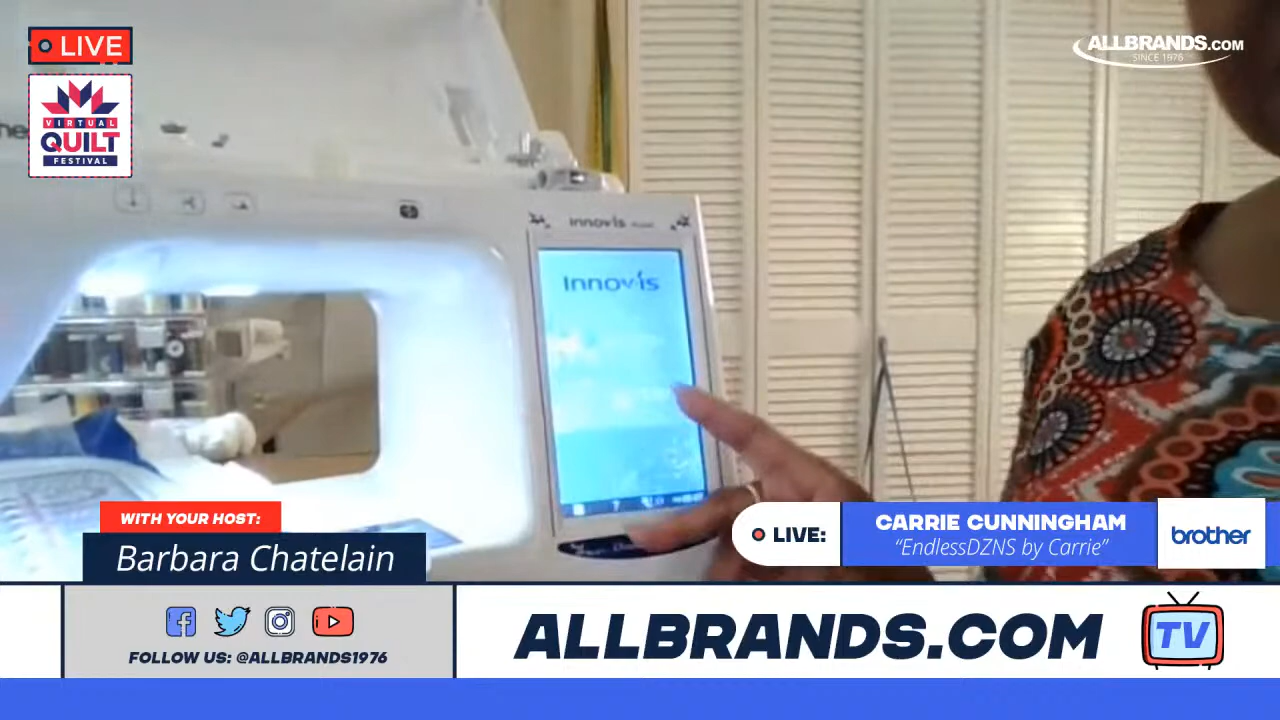 LIVE
VIRTUAL
QUILT
FESTIVAL
ALLBRANDS.COM
SINCE 1976
innovis
Innovis
WITH YOUR HOST:
Barbara Chatelain
LIVE:
CARRIE CUNNINGHAM
"EndlessDZNS by Carrie"
brother
FOLLOW US: @ALLBRANDS1976
ALLBRANDS.COM
TV